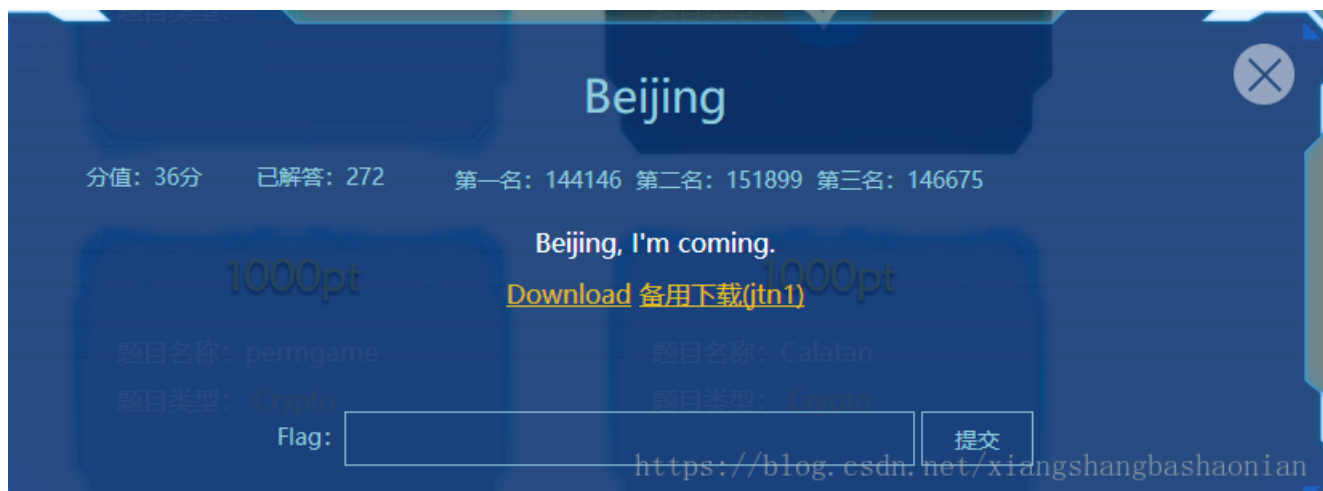 Beijing
分值：36分 已解答：272 第一名：144146 第二名：151899 第三名：146675
Beijing, I'm coming.
1000pt 1000pt
Download 备用下载(jtn1)
题目名称：permgame 题目名称：Calatan
题目类型：Crypto 题目类型：Crypto
Flag： 提交
https://blog.csdn.net/xiangshangbashaonian